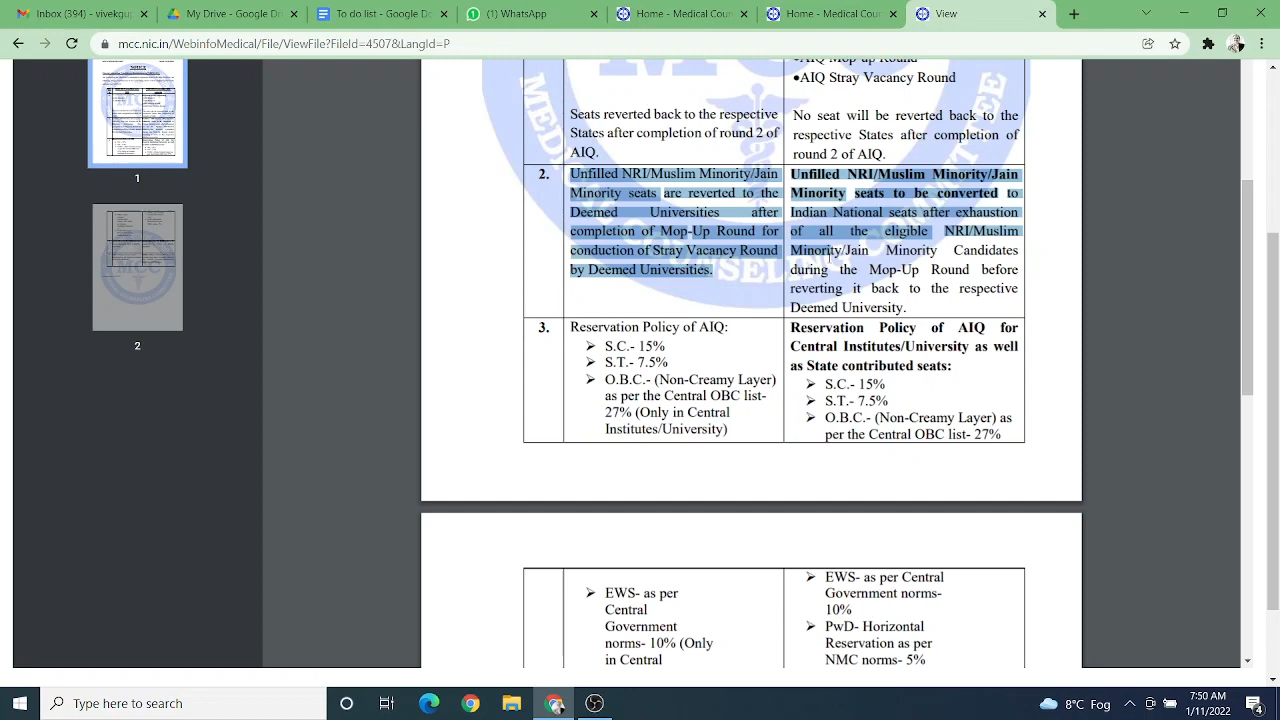 Inbox (394) - vivekgup
My Drive - Google Dri
To do list - Google Do
(1) WhatsApp
Home - Medical Coun
Home - Medical Coun
View
mcc.nic.in/WebinfoMedical/File/ViewFile?FileId=4507&LangId=P
1
2
●AIQ Mop-up Round
●AIQ Stray Vacancy Round
Seats reverted back to the respective
States after completion of round 2 of
AIQ.
No seat will be reverted back to the
respective States after completion of
round 2 of AIQ.
2.
Unfilled NRI/Muslim Minority/Jain
Minority seats are reverted to the
Deemed Universities after
completion of Mop-Up Round for
conduction of Stray Vacancy Round
by Deemed Universities.
Unfilled NRI/Muslim Minority/Jain
Minority seats to be converted to
Indian National seats after exhaustion
of all the eligible NRI/Muslim
Minority/Jain Minority Candidates
during the Mop-Up Round before
reverting it back to the respective
Deemed University.
3.
Reservation Policy of AIQ:
➢ S.C.- 15%
➢ S.T.- 7.5%
➢ O.B.C.- (Non-Creamy Layer)
as per the Central OBC list-
27% (Only in Central
Institutes/University)
Reservation Policy of AIQ for
Central Institutes/University as well
as State contributed seats:
➢ S.C.- 15%
➢ S.T.- 7.5%
➢ O.B.C.- (Non-Creamy Layer) as
per the Central OBC list- 27%
➢ EWS- as per
Central
Government
norms- 10% (Only
in Central
➢ EWS- as per Central
Government norms-
10%
➢ PwD- Horizontal
Reservation as per
NMC norms- 5%
Type here to search
8°C Fog
7:50 AM
1/11/2022